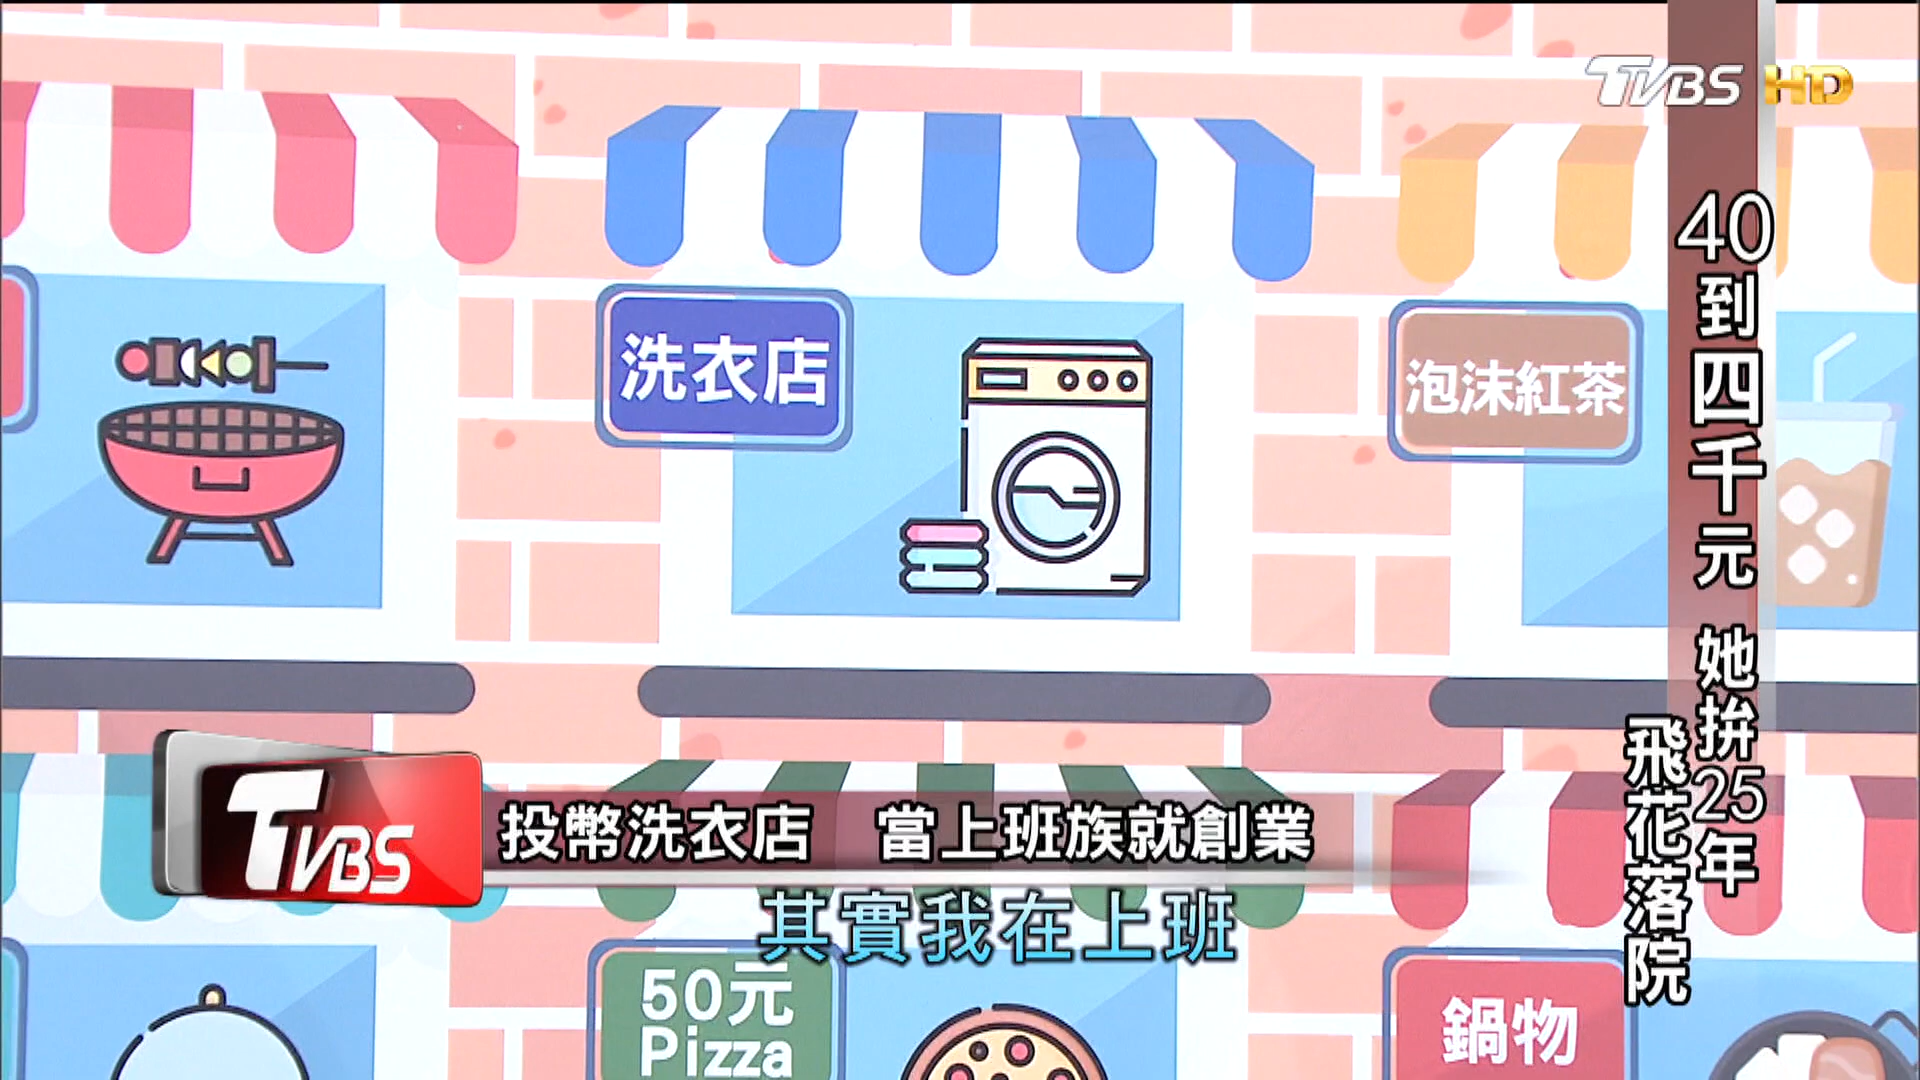 TVBS HD
40到四千元 她拚25年
飛花落院
洗衣店
泡沫紅茶
TVBS
投幣洗衣店 當上班族就創業
其實我在上班
50元
Pizza
鍋物